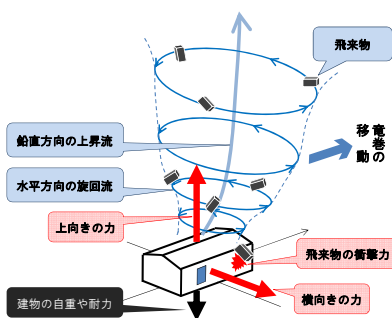 飛来物
竜巻の
移動
鉛直方向の上昇流
水平方向の旋回流
上向きの力
飛来物の衝撃力
横向きの力
建物の自重や耐力